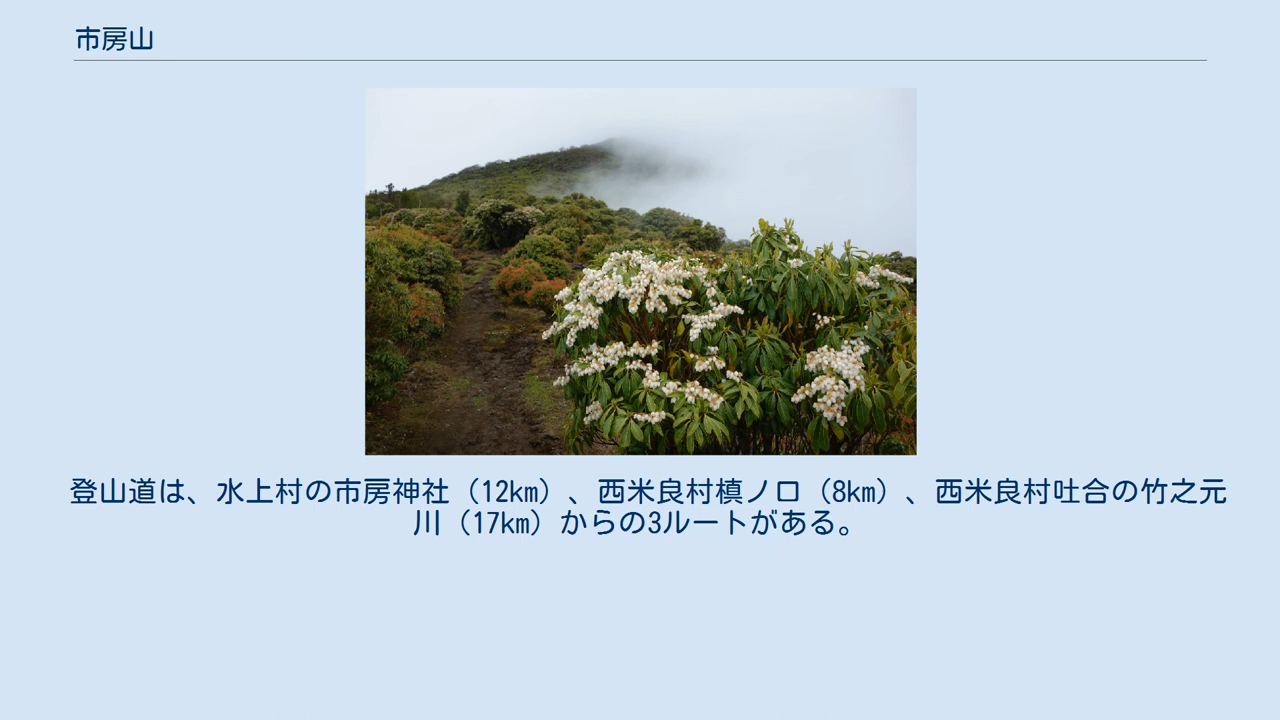 市房山
登山道は、水上村の市房神社（12km）、西米良村槙ノ口（8km）、西米良村吐合の竹之元
川（17km）からの3ルートがある。